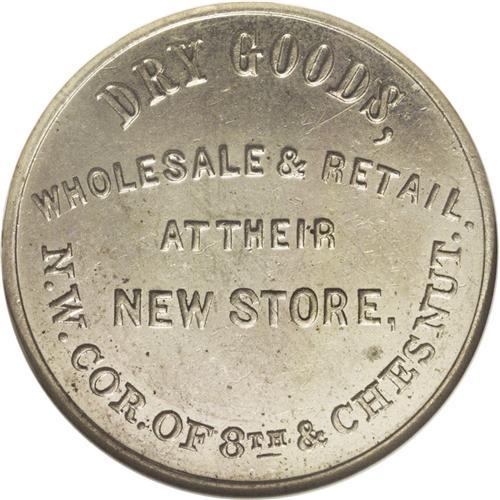 DRY GOODS,
WHOLESALE & RETAIL,
AT THEIR
NEW STORE,
N.W. COR. OF 8TH & CHESNUT.